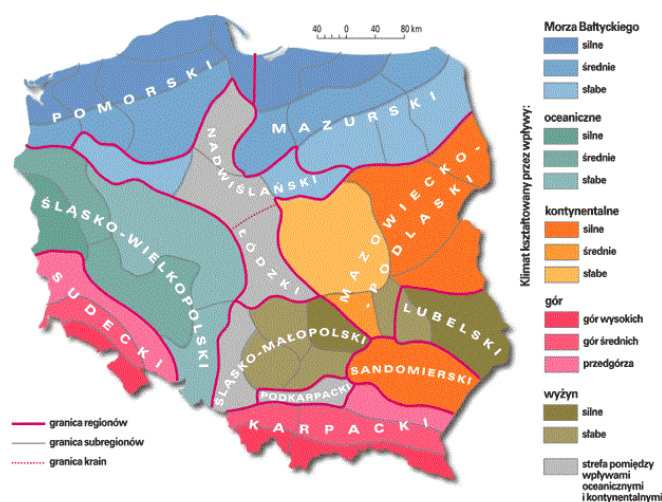 40 0 40 80 km
POMORSKI
MAZURSKI
NADWIŚLAŃSKI
MAZOWIECKO-
-PODLASKI
ŚLĄSKO-WIELKOPOLSKI
ŁÓDZKI
SUDECKI
LUBELSKI
ŚLĄSKO-MAŁOPOLSKI
SANDOMIERSKI
PODKARPACKI
KARPACKI
granica regionów
granica subregionów
granica krain
Klimat kształtowany przez wpływy:
Morza Bałtyckiego
silne
średnie
słabe
oceaniczne
silne
średnie
słabe
kontynentalne
silne
średnie
słabe
gór
gór wysokich
gór średnich
przedgórza
wyżyn
silne
słabe
strefa pomiędzy
wpływami
oceanicznymi
i kontynentalnymi